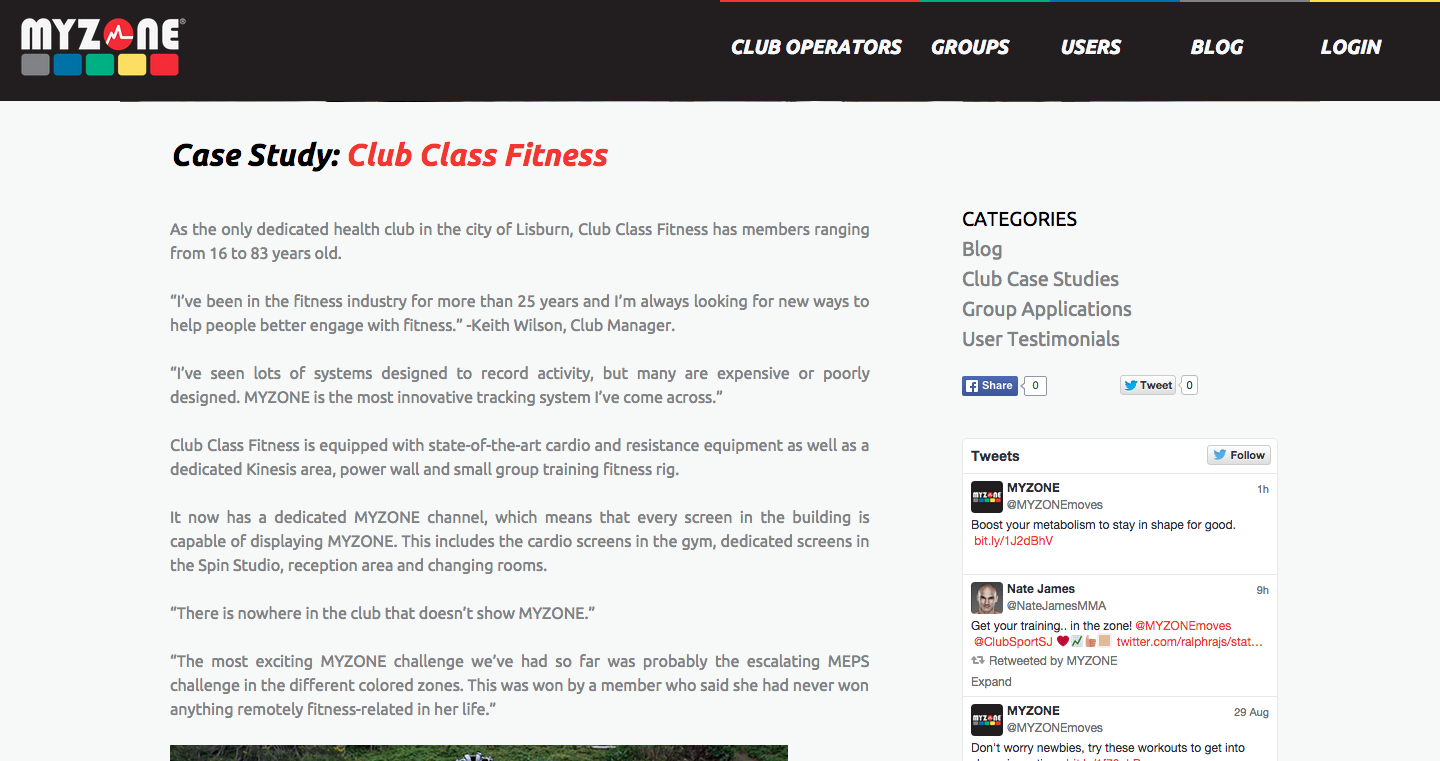 MYZONE®
CLUB OPERATORS
GROUPS
USERS
BLOG
LOGIN
Case Study: Club Class Fitness
As the only dedicated health club in the city of Lisburn, Club Class Fitness has members ranging
from 16 to 83 years old.
“I’ve been in the fitness industry for more than 25 years and I’m always looking for new ways to
help people better engage with fitness.” -Keith Wilson, Club Manager.
“I’ve seen lots of systems designed to record activity, but many are expensive or poorly
designed. MYZONE is the most innovative tracking system I’ve come across.”
Club Class Fitness is equipped with state-of-the-art cardio and resistance equipment as well as a
dedicated Kinesis area, power wall and small group training fitness rig.
It now has a dedicated MYZONE channel, which means that every screen in the building is
capable of displaying MYZONE. This includes the cardio screens in the gym, dedicated screens in
the Spin Studio, reception area and changing rooms.
“There is nowhere in the club that doesn’t show MYZONE.”
“The most exciting MYZONE challenge we’ve had so far was probably the escalating MEPS
challenge in the different colored zones. This was won by a member who said she had never won
anything remotely fitness-related in her life.”
CATEGORIES
Blog
Club Case Studies
Group Applications
User Testimonials
Share 0
Tweet 0
Tweets
Follow
MYZONE
MYZONE 1h
@MYZONEmoves
Boost your metabolism to stay in shape for good.
bit.ly/1J2dBhV
Nate James 9h
@NateJamesMMA
Get your training.. in the zone! @MYZONEmoves
@ClubSportSJ twitter.com/ralphrajs/stat…
Retweeted by MYZONE
Expand
MYZONE
MYZONE 29 Aug
@MYZONEmoves
Don't worry newbies, try these workouts to get into